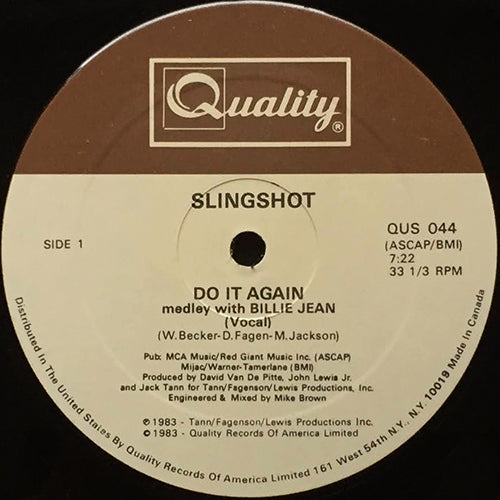 Quality®
SLINGSHOT
SIDE 1
QUS 044
(ASCAP/BMI)
7:22
33 1/3 RPM
DO IT AGAIN
medley with BILLIE JEAN
(Vocal)
(W. Becker-D. Fagen-M. Jackson)
Pub: MCA Music/Red Giant Music Inc. (ASCAP)
Mijac/Warner-Tamerlane (BMI)
Produced by David Van De Pitte, John Lewis Jr.
and Jack Tann for Tann/Fagenson/Lewis Productions, Inc.
Engineered & Mixed by Mike Brown
℗1983 - Tann/Fagenson/Lewis Productions Inc.
©1983 - Quality Records Of America Limited
Distributed In The United States By Quality Records Of America Limited 161 West 54th N.Y., N.Y. 10019 Made In Canada